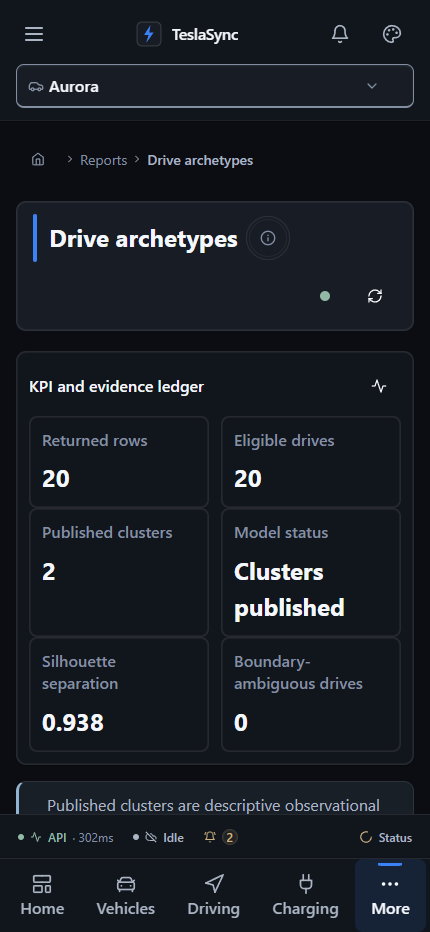 TeslaSync
Aurora
Reports
Drive archetypes
Drive archetypes
KPI and evidence ledger
Returned rows
20
Eligible drives
20
Published clusters
2
Model status
Clusters
published
Silhouette
separation
0.938
Boundary-
ambiguous drives
0
Published clusters are descriptive observational
API · 302ms
Idle
2
Status
Home
Vehicles
Driving
Charging
More